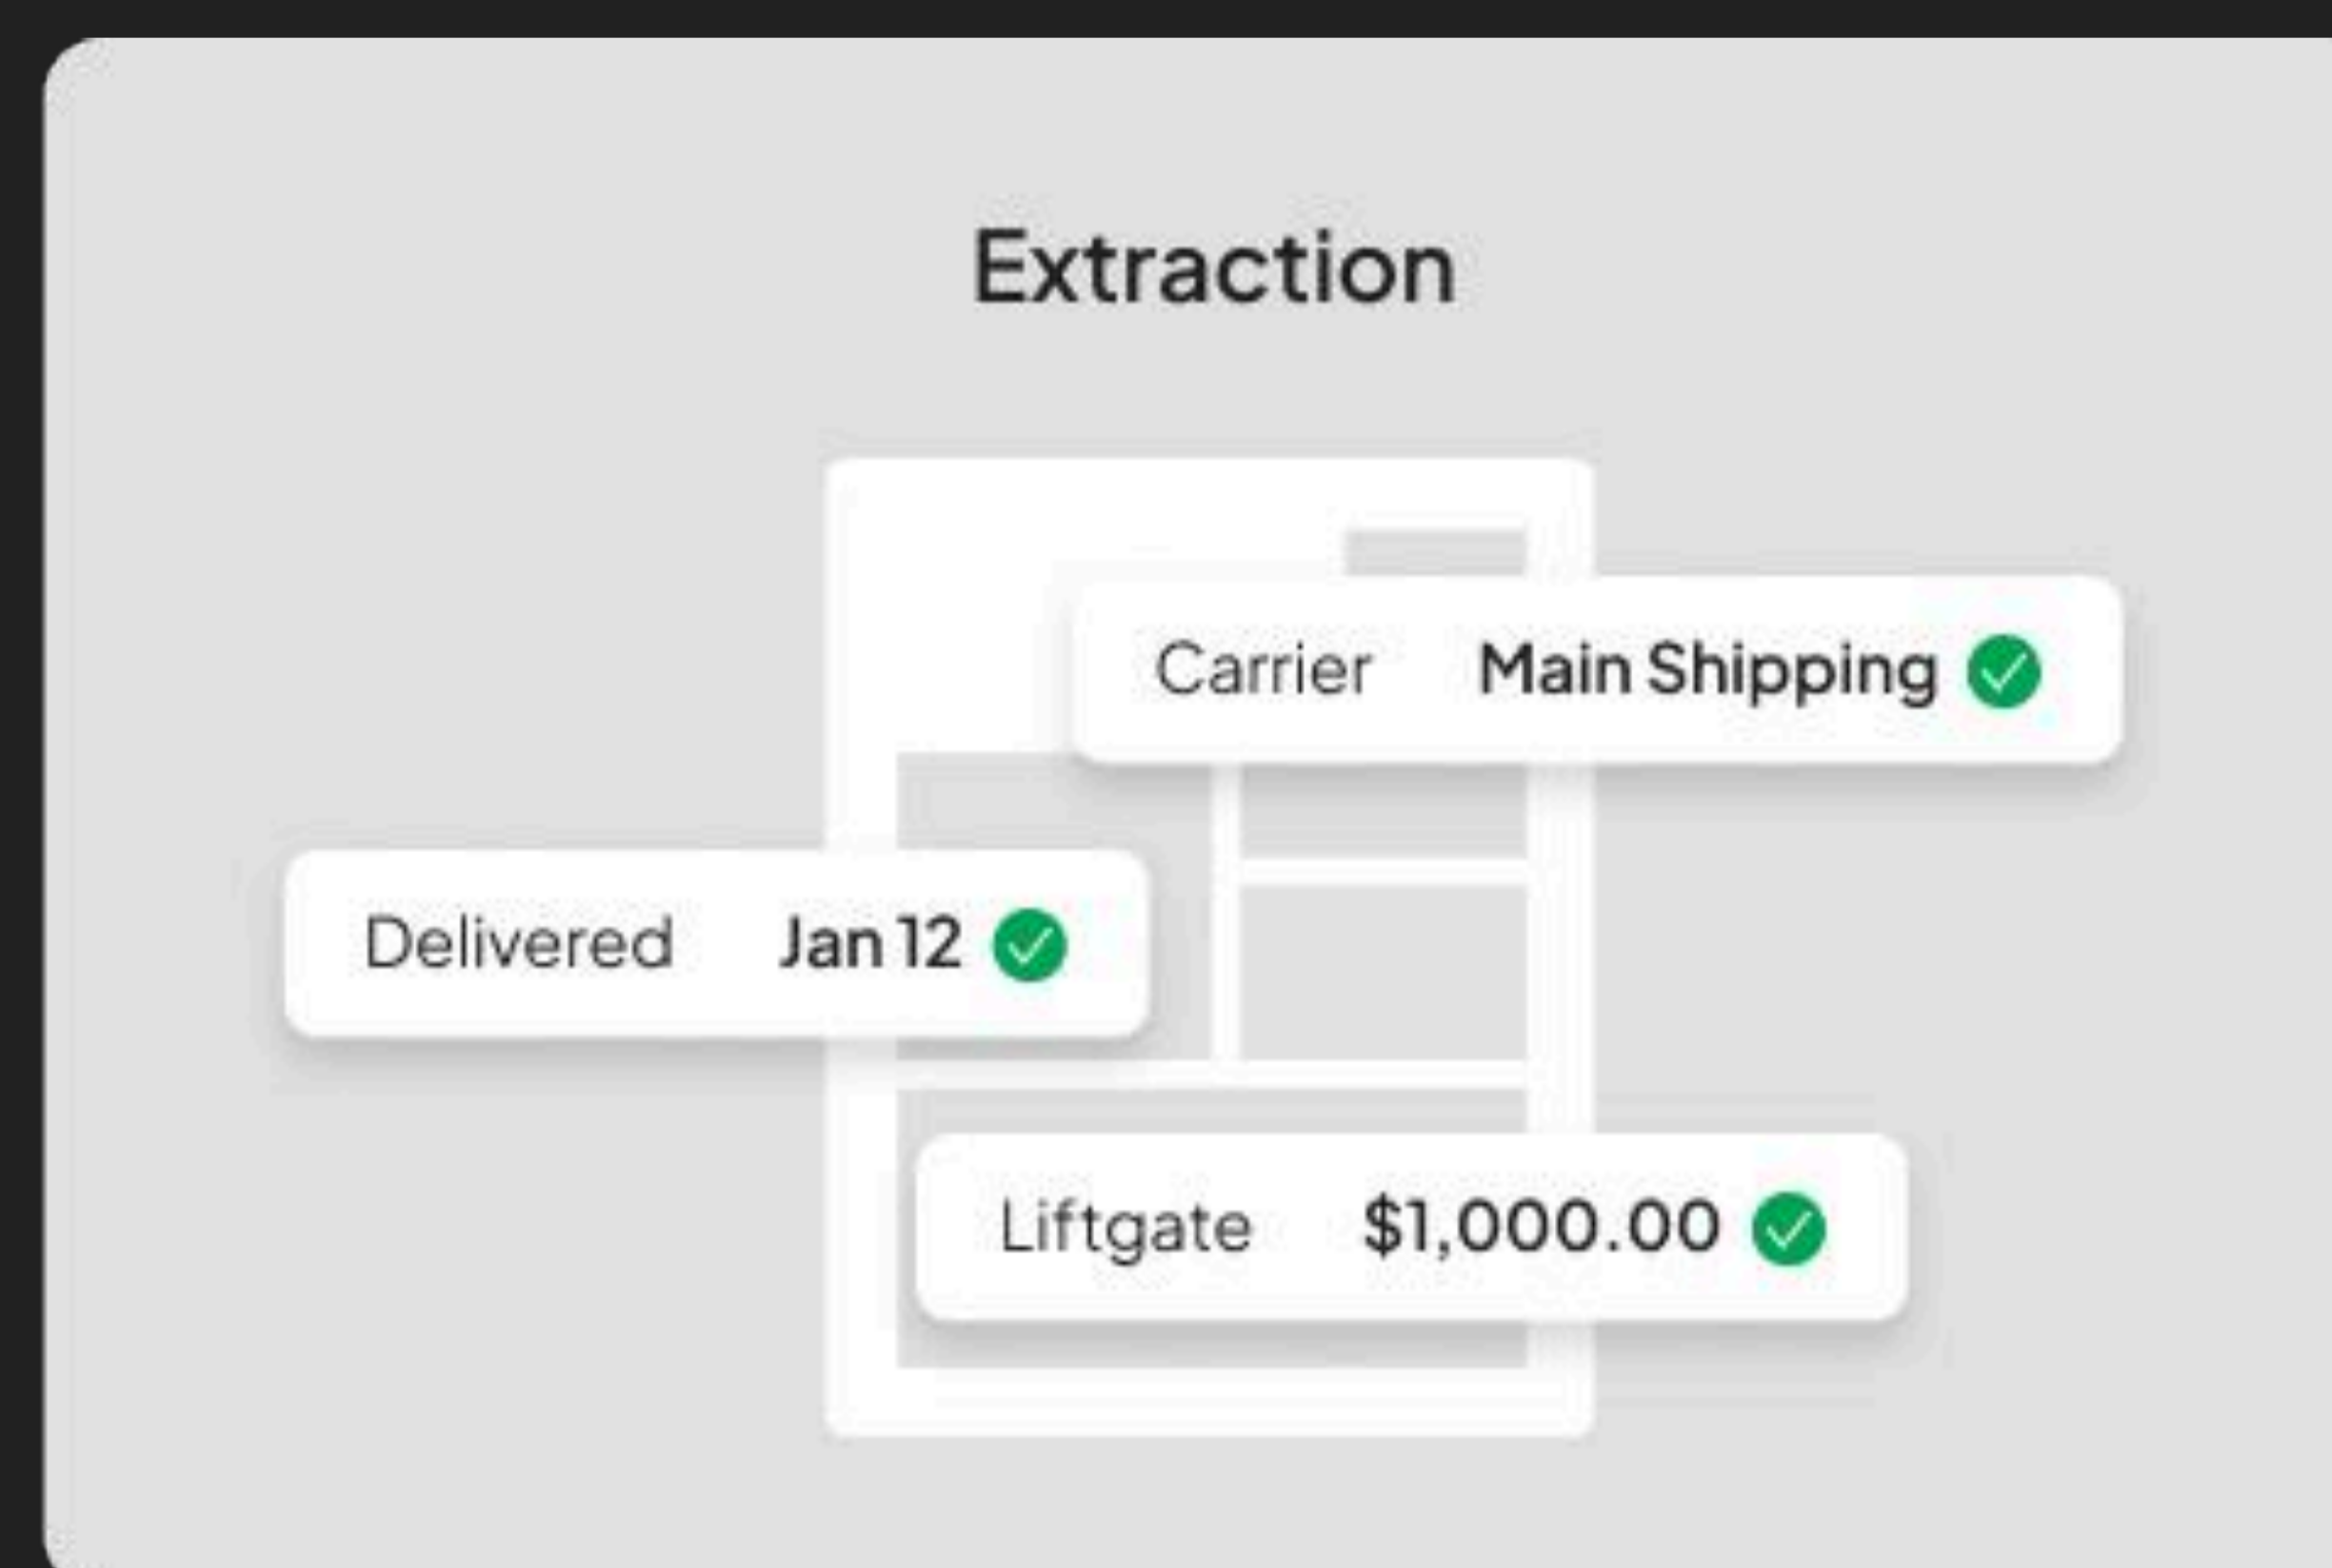 Extraction
Carrier Main Shipping
Delivered Jan 12
Liftgate $1,000.00